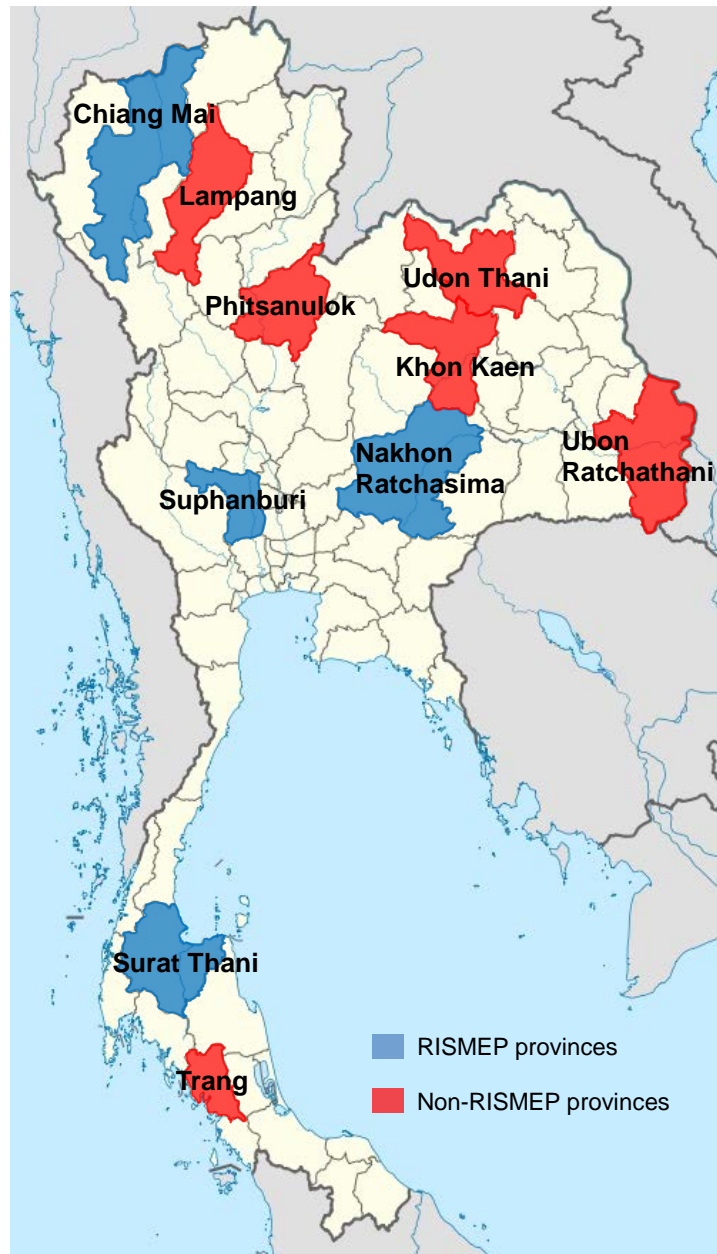 Chiang Mai
Lampang
Phitsanulok
Udon Thani
Khon Kaen
Nakhon
Ratchasima
Ubon
Ratchathani
Suphanburi
Surat Thani
Trang
RISMEP provinces
Non-RISMEP provinces